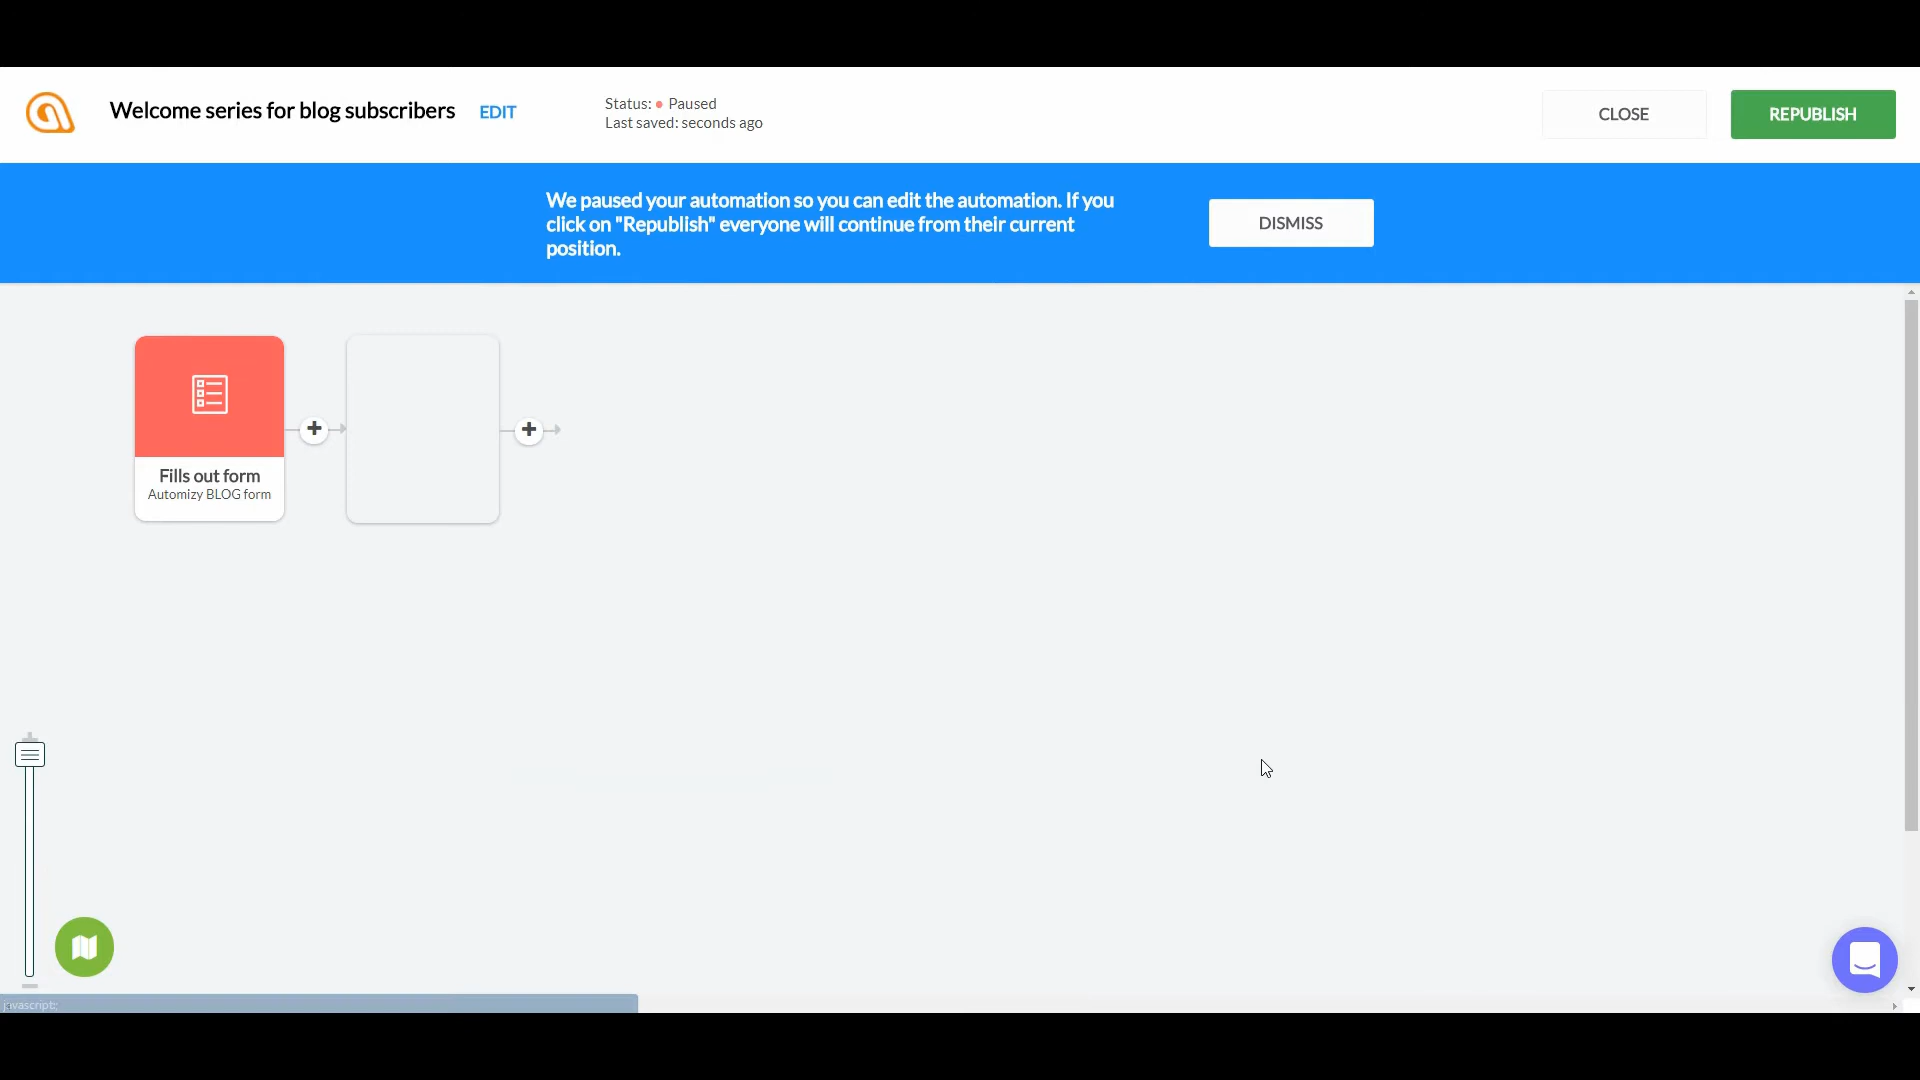 Welcome series for blog subscribers
EDIT
Status: Paused
Last saved: seconds ago
CLOSE
REPUBLISH
We paused your automation so you can edit the automation. If you
click on "Republish" everyone will continue from their current
position.
DISMISS
Fills out form
Automizy BLOG form
javascript:;